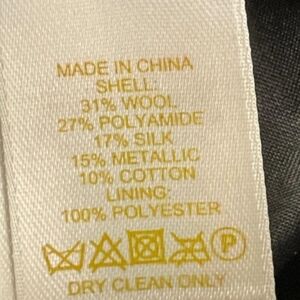 MADE IN CHINA
SHELL:
31% WOOL
27% POLYAMIDE
17% SILK
15% METALLIC
10% COTTON
LINING:
100% POLYESTER
P
DRY CLEAN ONLY